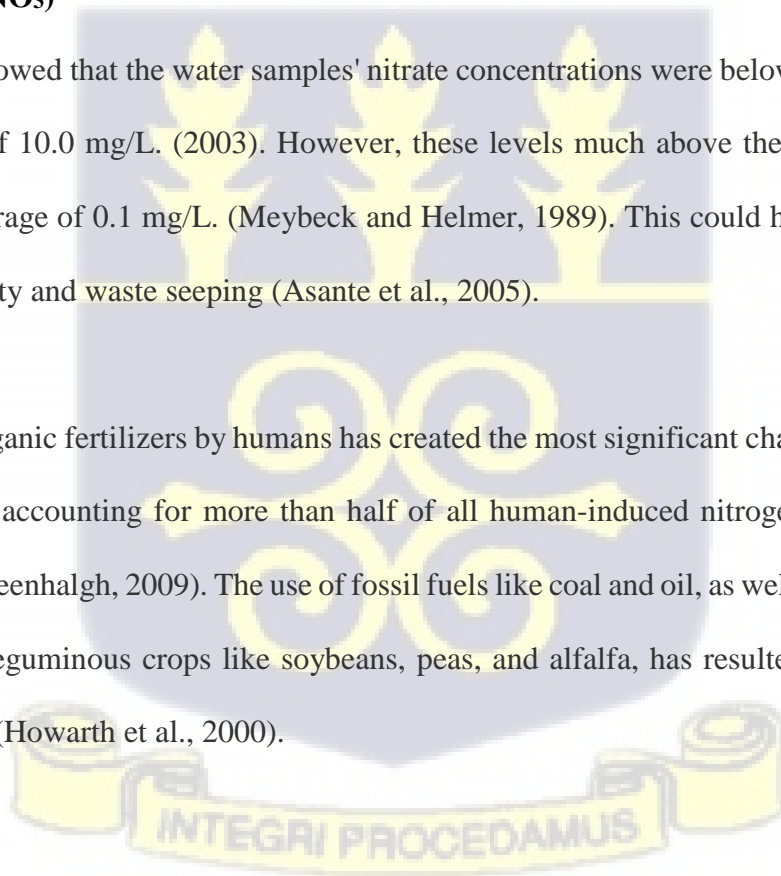 NOs)
owed that the water samples' nitrate concentrations were below
f 10.0 mg/L. (2003). However, these levels much above the
rage of 0.1 mg/L. (Meybeck and Helmer, 1989). This could h
ty and waste seeping (Asante et al., 2005).
ganic fertilizers by humans has created the most significant cha
accounting for more than half of all human-induced nitroge
eenhalgh, 2009). The use of fossil fuels like coal and oil, as wel
eguminous crops like soybeans, peas, and alfalfa, has resulte
(Howarth et al., 2000).
INTEGRI PROCEDAMUS